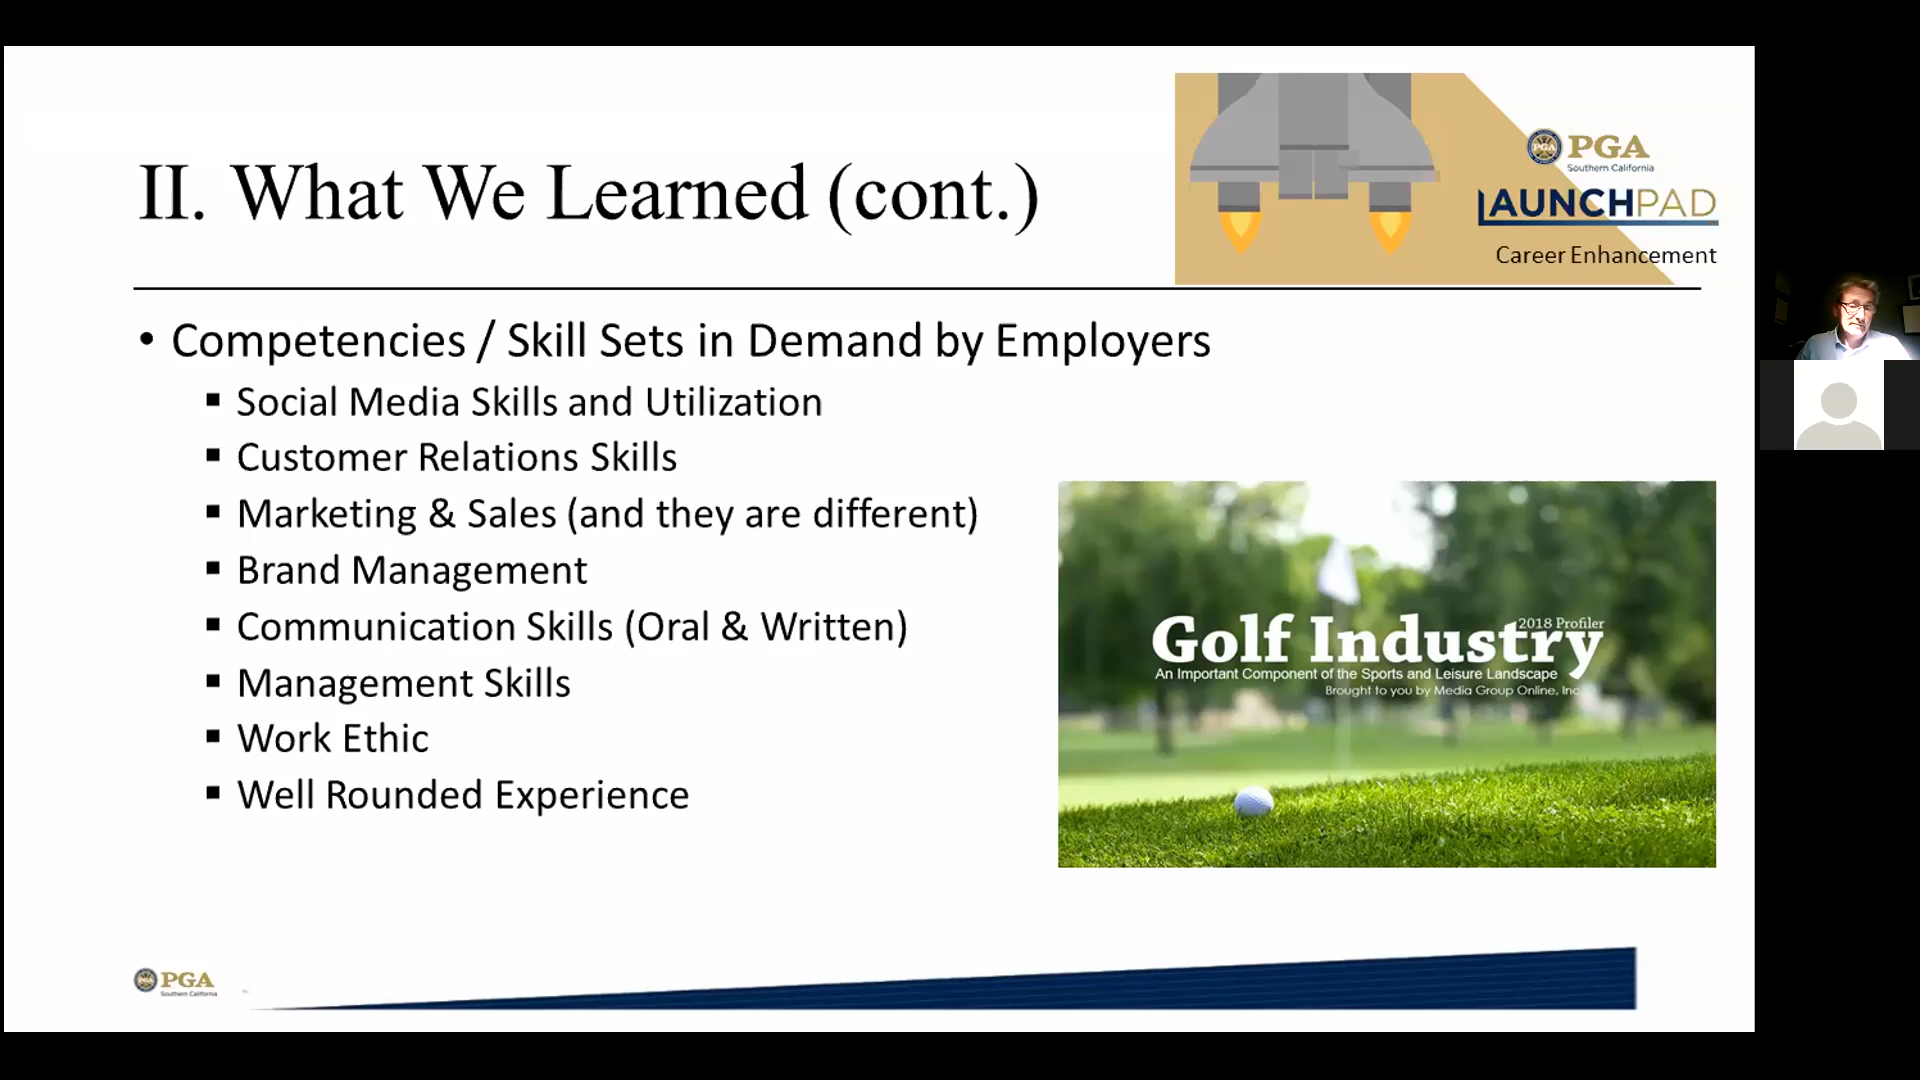 II. What We Learned (cont.)
PGA
PGA
Southern California
LAUNCHPAD
Career Enhancement
• Competencies / Skill Sets in Demand by Employers
▪ Social Media Skills and Utilization
▪ Customer Relations Skills
▪ Marketing & Sales (and they are different)
▪ Brand Management
▪ Communication Skills (Oral & Written)
▪ Management Skills
▪ Work Ethic
▪ Well Rounded Experience
2018 Profiler
Golf Industry
An Important Component of the Sports and Leisure Landscape
Brought to you by Media Group Online, Inc.
PGA
Southern California